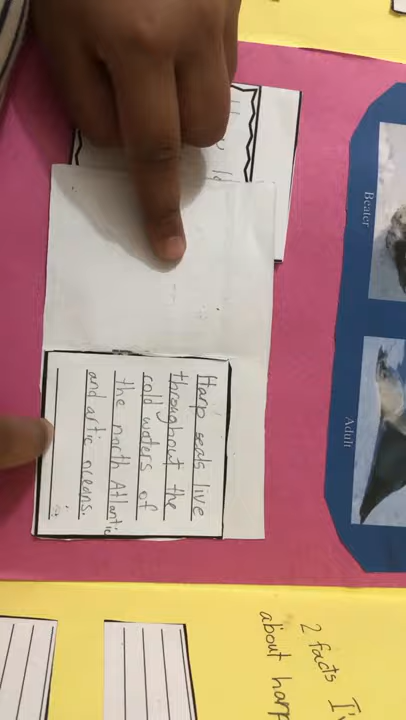 Harp seals live
throughout the
cold waters of
the north Atlantic
and artic oceans.
Beater
Adult
2 facts
about